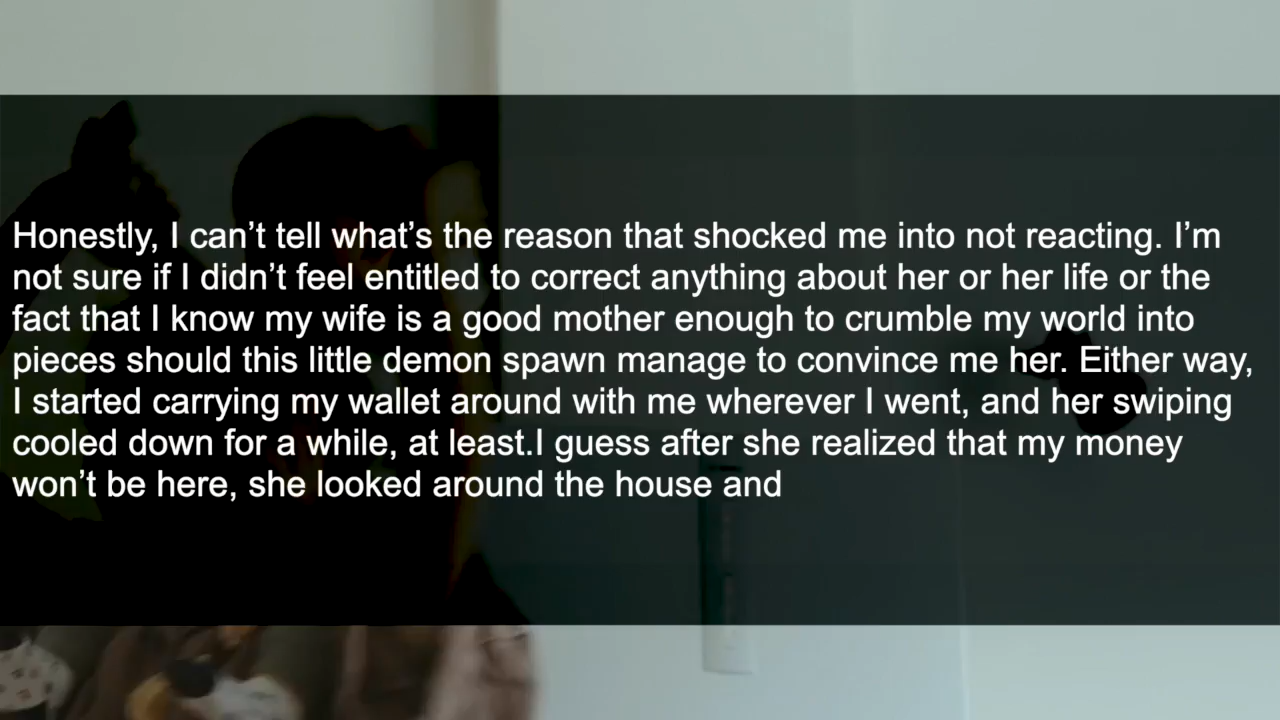 Honestly, I can’t tell what’s the reason that shocked me into not reacting. I’m
not sure if I didn’t feel entitled to correct anything about her or her life or the
fact that I know my wife is a good mother enough to crumble my world into
pieces should this little demon spawn manage to convince me her. Either way,
I started carrying my wallet around with me wherever I went, and her swiping
cooled down for a while, at least.I guess after she realized that my money
won’t be here, she looked around the house and